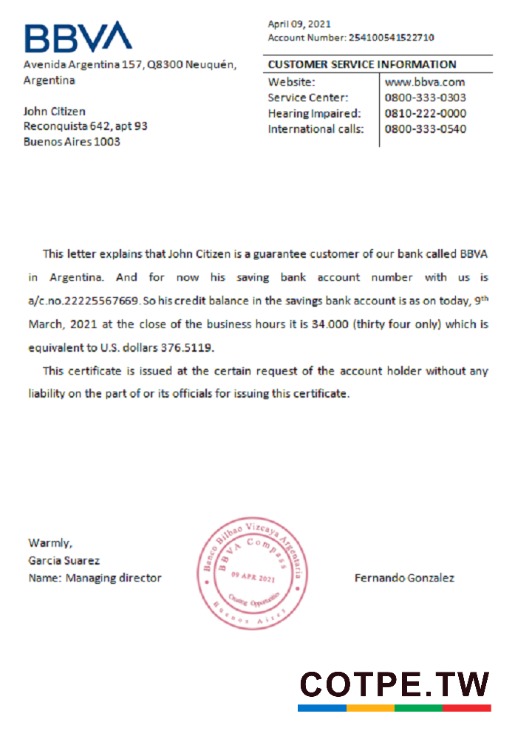 BBVA
Avenida Argentina 157, Q8300 Neuquén,
Argentina
John Citizen
Reconquista 642, apt 93
Buenos Aires 1003
April 09, 2021
Account Number: 254100541522710
CUSTOMER SERVICE INFORMATION
Website: www.bbva.com
Service Center: 0800-333-0303
Hearing Impaired: 0810-222-0000
International calls: 0800-333-0540
This letter explains that John Citizen is a guarantee customer of our bank called BBVA
in Argentina. And for now his saving bank account number with us is
a/c.no.22225567669. So his credit balance in the savings bank account is as on today, 9th
March, 2021 at the close of the business hours it is 34.000 (thirty four only) which is
equivalent to U.S. dollars 376.5119.
This certificate is issued at the certain request of the account holder without any
liability on the part of or its officials for issuing this certificate.
Warmly,
Garcia Suarez
Name: Managing director
Banco Bilbao Vizcaya Argentaria
BBVA Compass
09 APR 2021
Creating Opportunities
Buenos Aires
Fernando Gonzalez
COTPE.TW